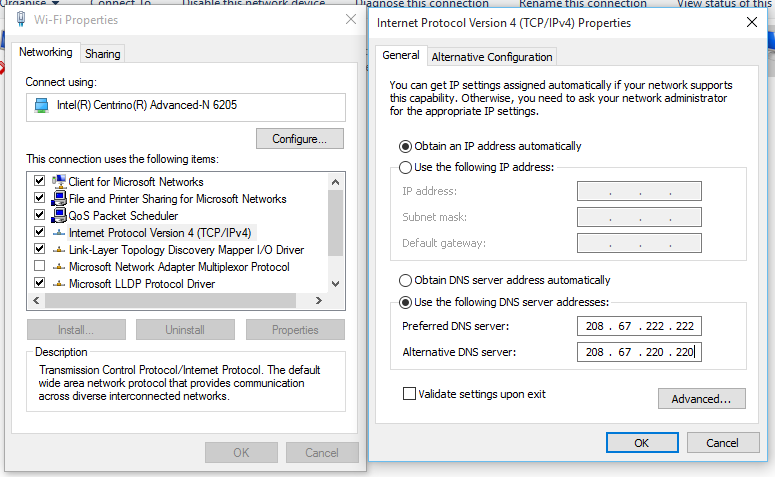 Organise Connect To Disable this network device Diagnose this connection Rename this connection View status of this
Wi-Fi Properties
Networking Sharing
Connect using:
Intel(R) Centrino(R) Advanced-N 6205
Configure...
This connection uses the following items:
Client for Microsoft Networks
File and Printer Sharing for Microsoft Networks
QoS Packet Scheduler
Internet Protocol Version 4 (TCP/IPv4)
Link-Layer Topology Discovery Mapper I/O Driver
Microsoft Network Adapter Multiplexor Protocol
Microsoft LLDP Protocol Driver
Install... Uninstall Properties
Description
Transmission Control Protocol/Internet Protocol. The default
wide area network protocol that provides communication
across diverse interconnected networks.
OK Cancel
Internet Protocol Version 4 (TCP/IPv4) Properties
General Alternative Configuration
You can get IP settings assigned automatically if your network supports
this capability. Otherwise, you need to ask your network administrator
for the appropriate IP settings.
Obtain an IP address automatically
Use the following IP address:
IP address: . . .
Subnet mask: . . .
Default gateway: . . .
Obtain DNS server address automatically
Use the following DNS server addresses:
Preferred DNS server: 208 . 67 . 222 . 222
Alternative DNS server: 208 . 67 . 220 . 220
Validate settings upon exit
Advanced...
OK Cancel